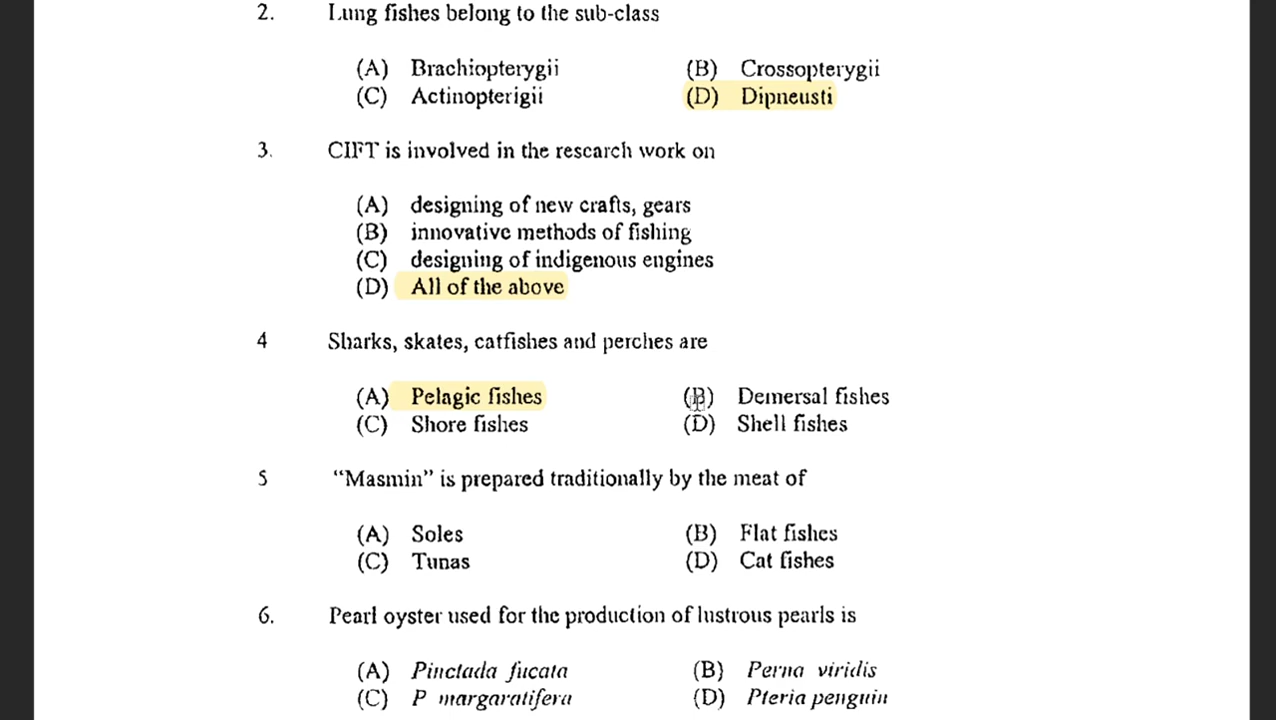 2. Lung fishes belong to the sub-class
(A) Brachiopterygii (B) Crossopterygii
(C) Actinopterigii (D) Dipneusti
3. CIFT is involved in the research work on
(A) designing of new crafts, gears
(B) innovative methods of fishing
(C) designing of indigenous engines
(D) All of the above
4 Sharks, skates, catfishes and perches are
(A) Pelagic fishes (B) Demersal fishes
(C) Shore fishes (D) Shell fishes
5 “Masmin” is prepared traditionally by the meat of
(A) Soles (B) Flat fishes
(C) Tunas (D) Cat fishes
6. Pearl oyster used for the production of lustrous pearls is
(A) Pinctada fucata (B) Perna viridis
(C) P margaratifera (D) Pteria penguin